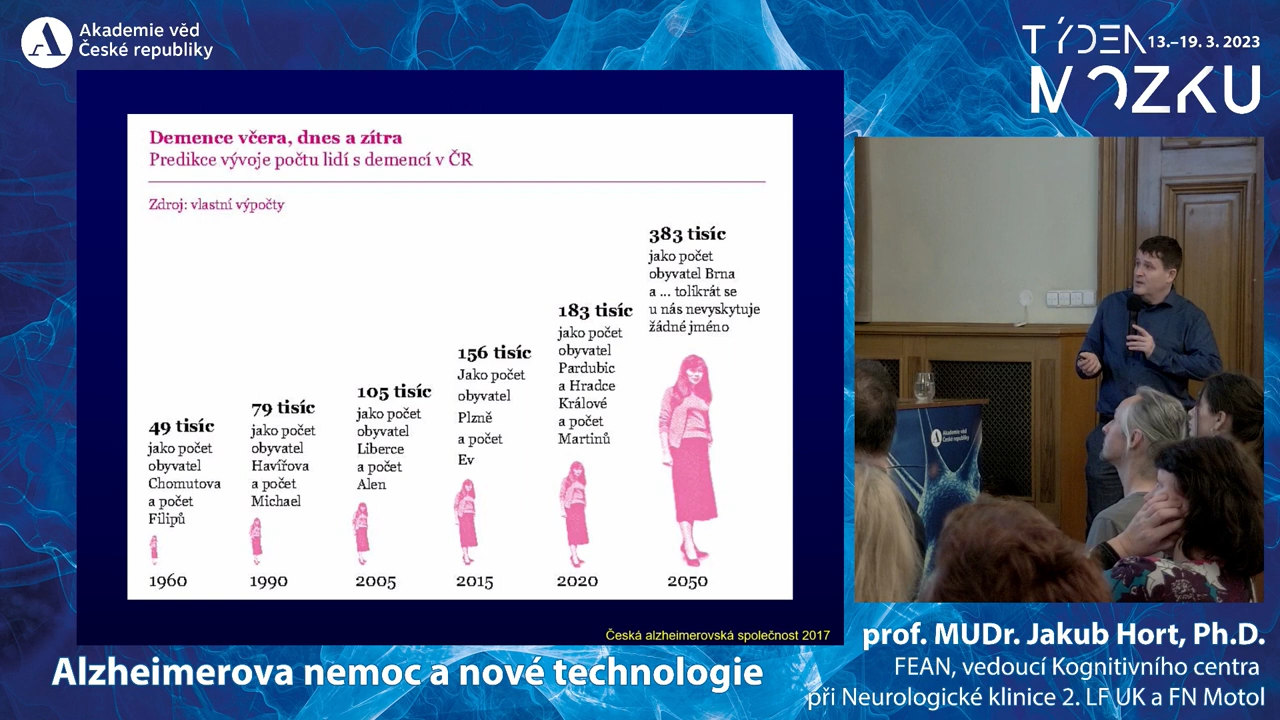 Akademie věd
České republiky
TÝDEN 13.–19. 3. 2023
MOZKU
Demence včera, dnes a zítra
Predikce vývoje počtu lidí s demencí v ČR
Zdroj: vlastní výpočty
49 tisíc
jako počet
obyvatel
Chomutova
a počet
Filipů
1960
79 tisíc
jako počet
obyvatel
Havířova
a počet
Michael
1990
105 tisíc
jako počet
obyvatel
Liberce
a počet
Alen
2005
156 tisíc
Jako počet
obyvatel
Plzně
a počet
Ev
2015
183 tisíc
jako počet
obyvatel
Pardubic
a Hradce
Králové
a počet
Martinů
2020
383 tisíc
jako počet
obyvatel Brna
a ... tolikrát se
u nás nevyskytuje
žádné jméno
2050
Česká alzheimerovská společnost 2017
Akademie věd
České republiky
Alzheimerova nemoc a nové technologie
prof. MUDr. Jakub Hort, Ph.D.
FEAN, vedoucí Kognitivního centra
při Neurologické klinice 2. LF UK a FN Motol